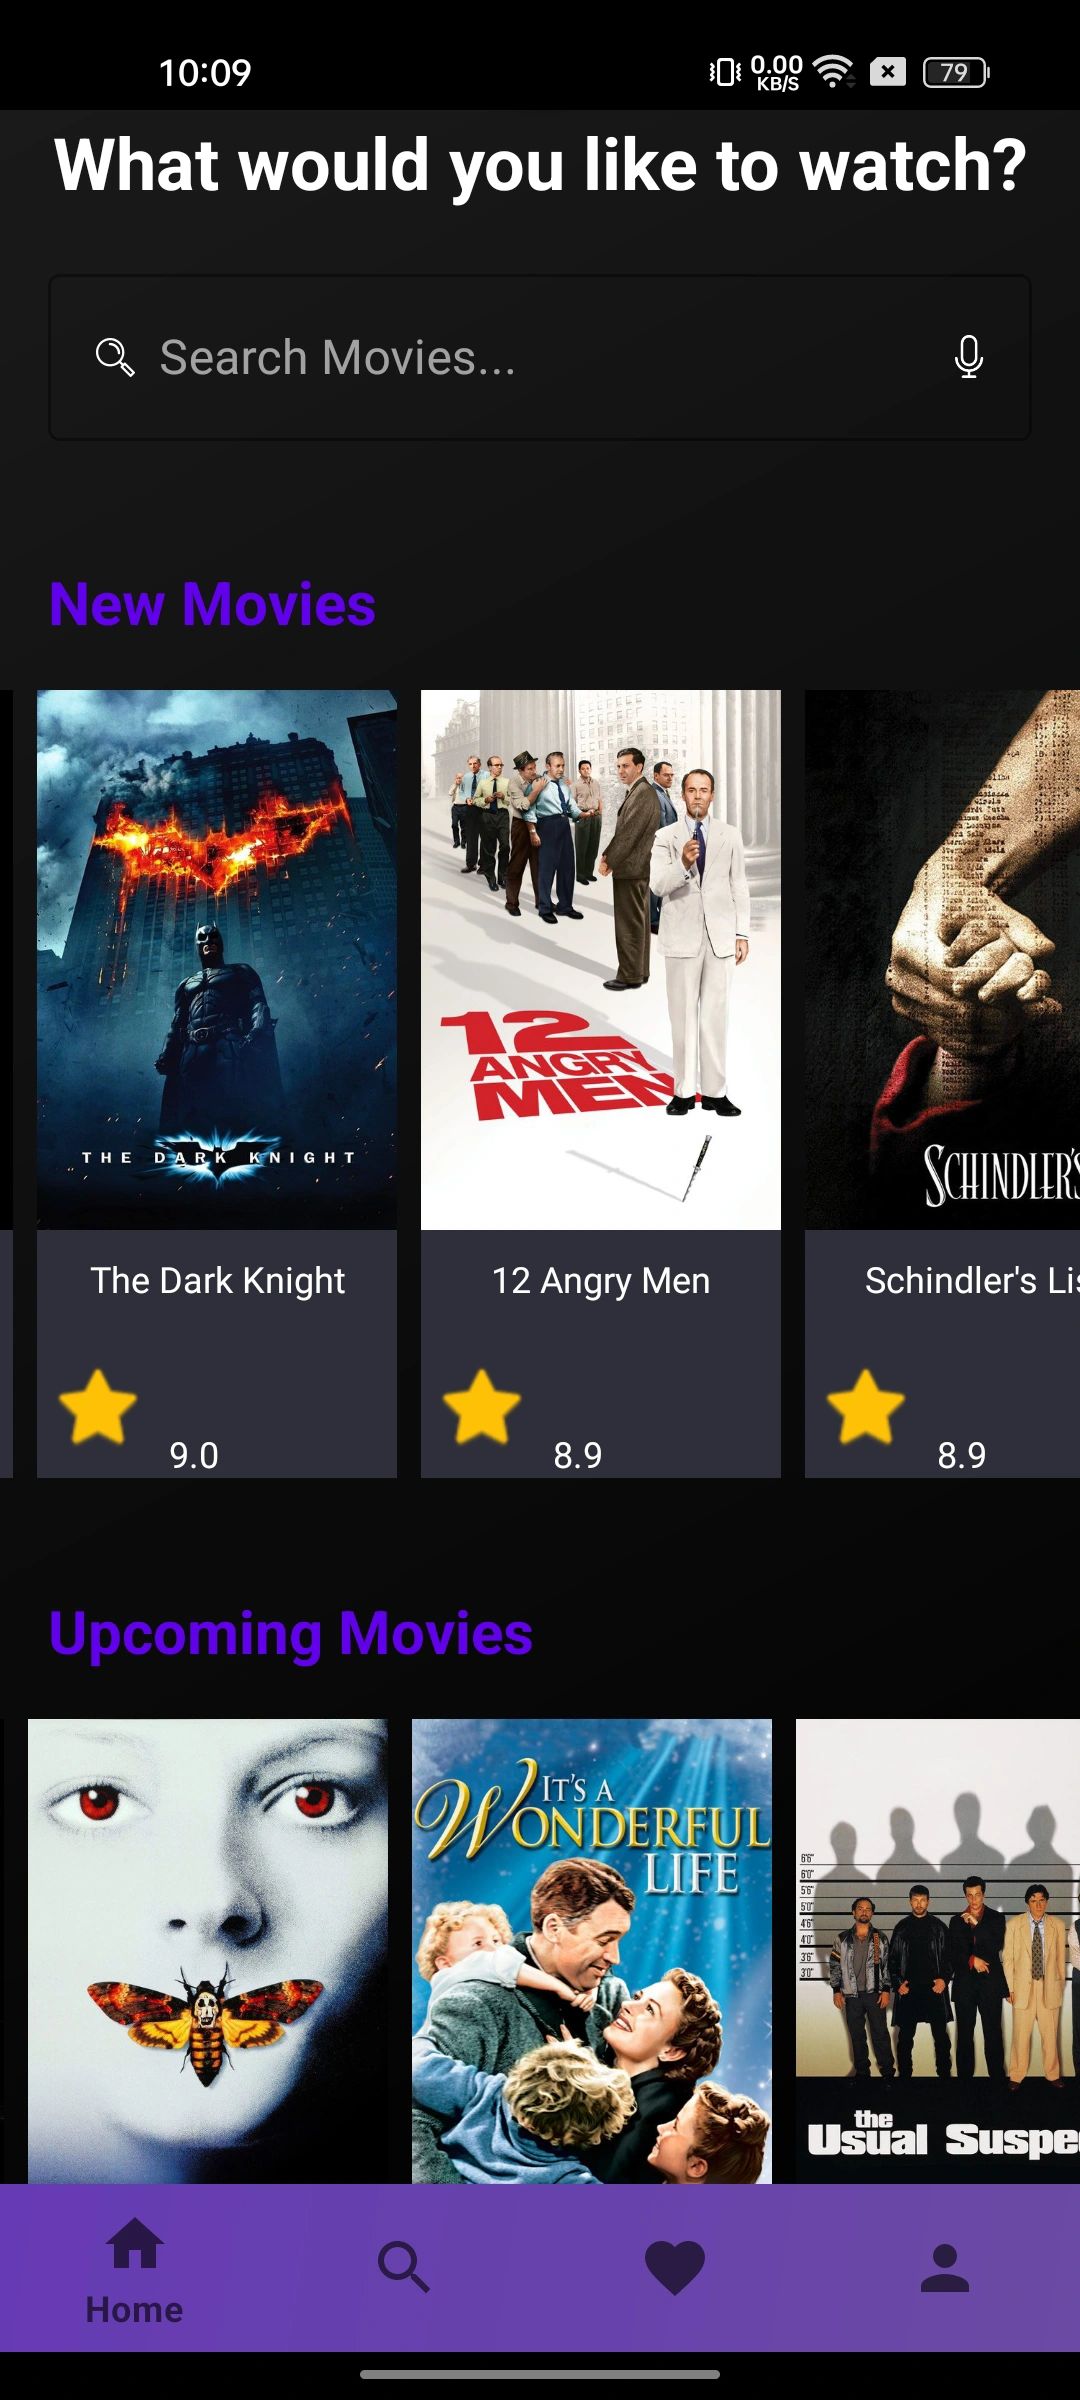 10:09
0.00
KB/S
79
What would you like to watch?
Search Movies...
New Movies
THE DARK KNIGHT
12
ANGRY
MEN
SCHINDLER'S
The Dark Knight
12 Angry Men
Schindler's Lis
9.0
8.9
8.9
Upcoming Movies
IT'S A
WONDERFUL
LIFE
6'6"
6'0"
5'6"
5'0"
4'6"
4'0"
3'6"
3'0"
the
Usual Suspe
Home